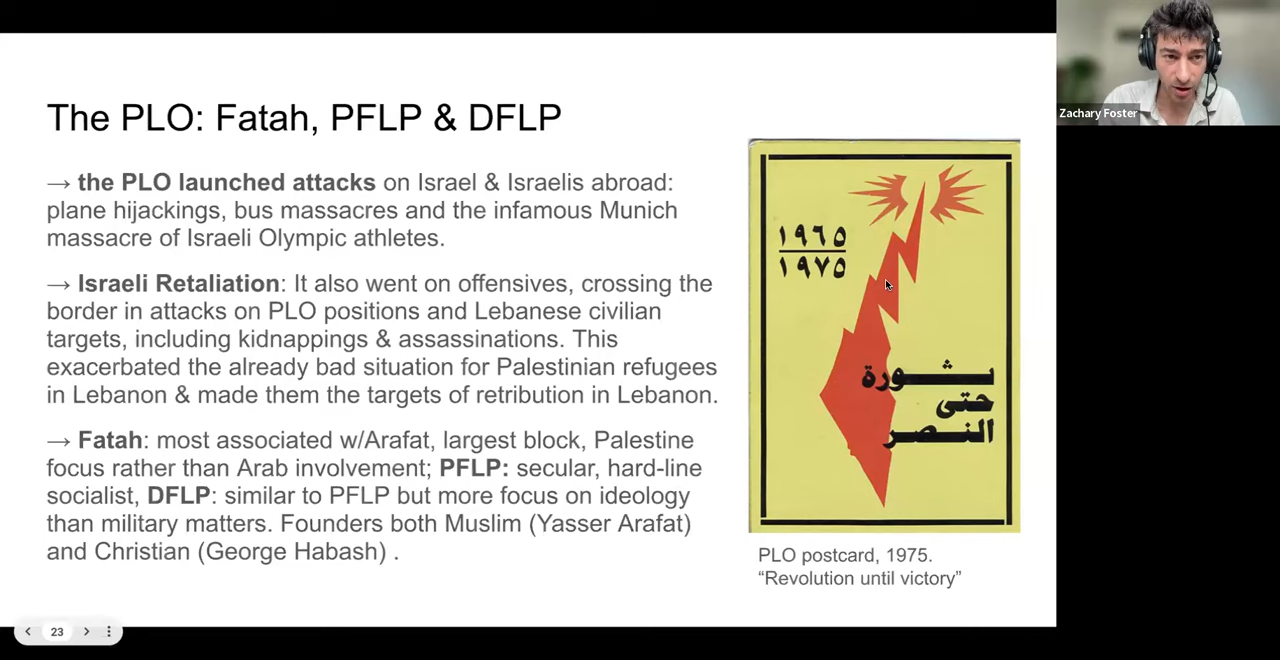 The PLO: Fatah, PFLP & DFLP
→ the PLO launched attacks on Israel & Israelis abroad:
plane hijackings, bus massacres and the infamous Munich
massacre of Israeli Olympic athletes.
→ Israeli Retaliation: It also went on offensives, crossing the
border in attacks on PLO positions and Lebanese civilian
targets, including kidnappings & assassinations. This
exacerbated the already bad situation for Palestinian refugees
in Lebanon & made them the targets of retribution in Lebanon.
→ Fatah: most associated w/Arafat, largest block, Palestine
focus rather than Arab involvement; PFLP: secular, hard-line
socialist, DFLP: similar to PFLP but more focus on ideology
than military matters. Founders both Muslim (Yasser Arafat)
and Christian (George Habash) .
١٩٦٥
١٩٧٥
ثورة
حتى
النصر
PLO postcard, 1975.
“Revolution until victory”
Zachary Foster
23